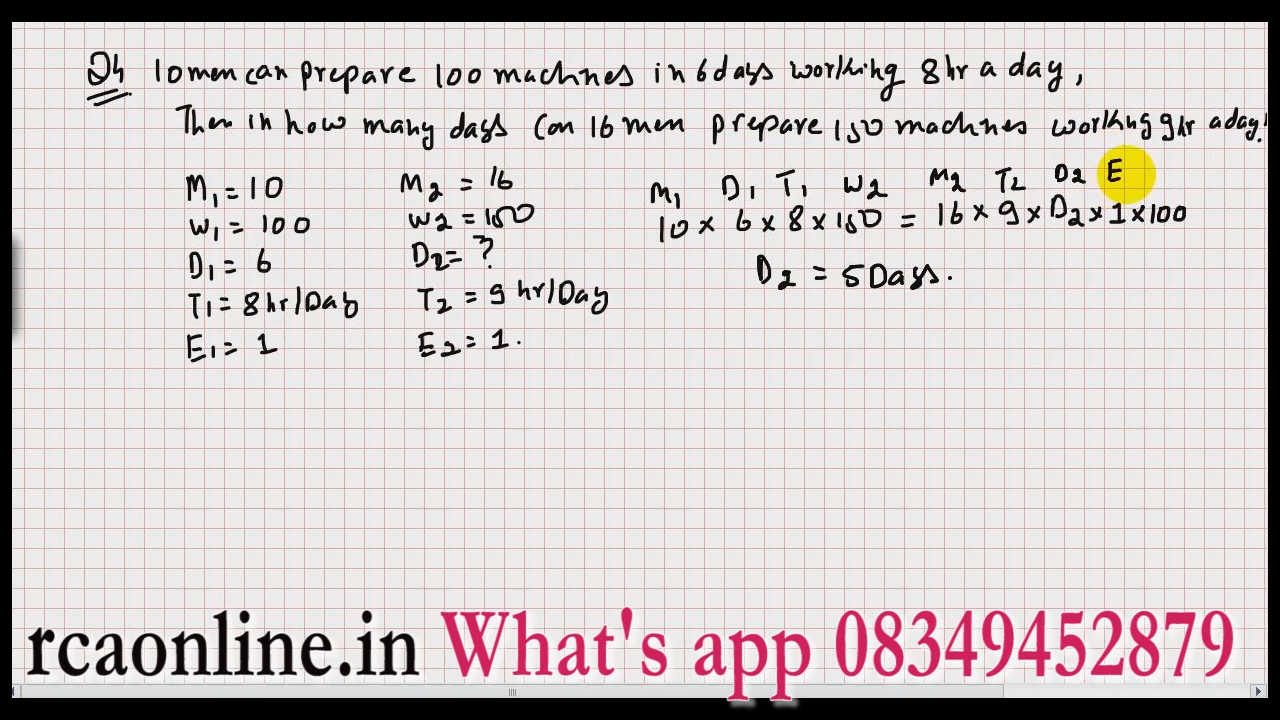 Q4 10 men can prepare 100 machines in 6 days working 8 hr a day,
Then in how many days can 16 men prepare 150 machines working 9 hr a day?
M1 = 10
W1 = 100
D1 = 6
T1 = 8 hr/Day
E1 = 1
M2 = 16
W2 = 150
D2 = ?
T2 = 9 hr/Day
E2 = 1.
M1 D1 T1 W2 M2 T2 D2 E
10 × 6 × 8 × 150 = 16 × 9 × D2 × 1 × 100
D2 = 5 Days.
rcaonline.in What's app 08349452879